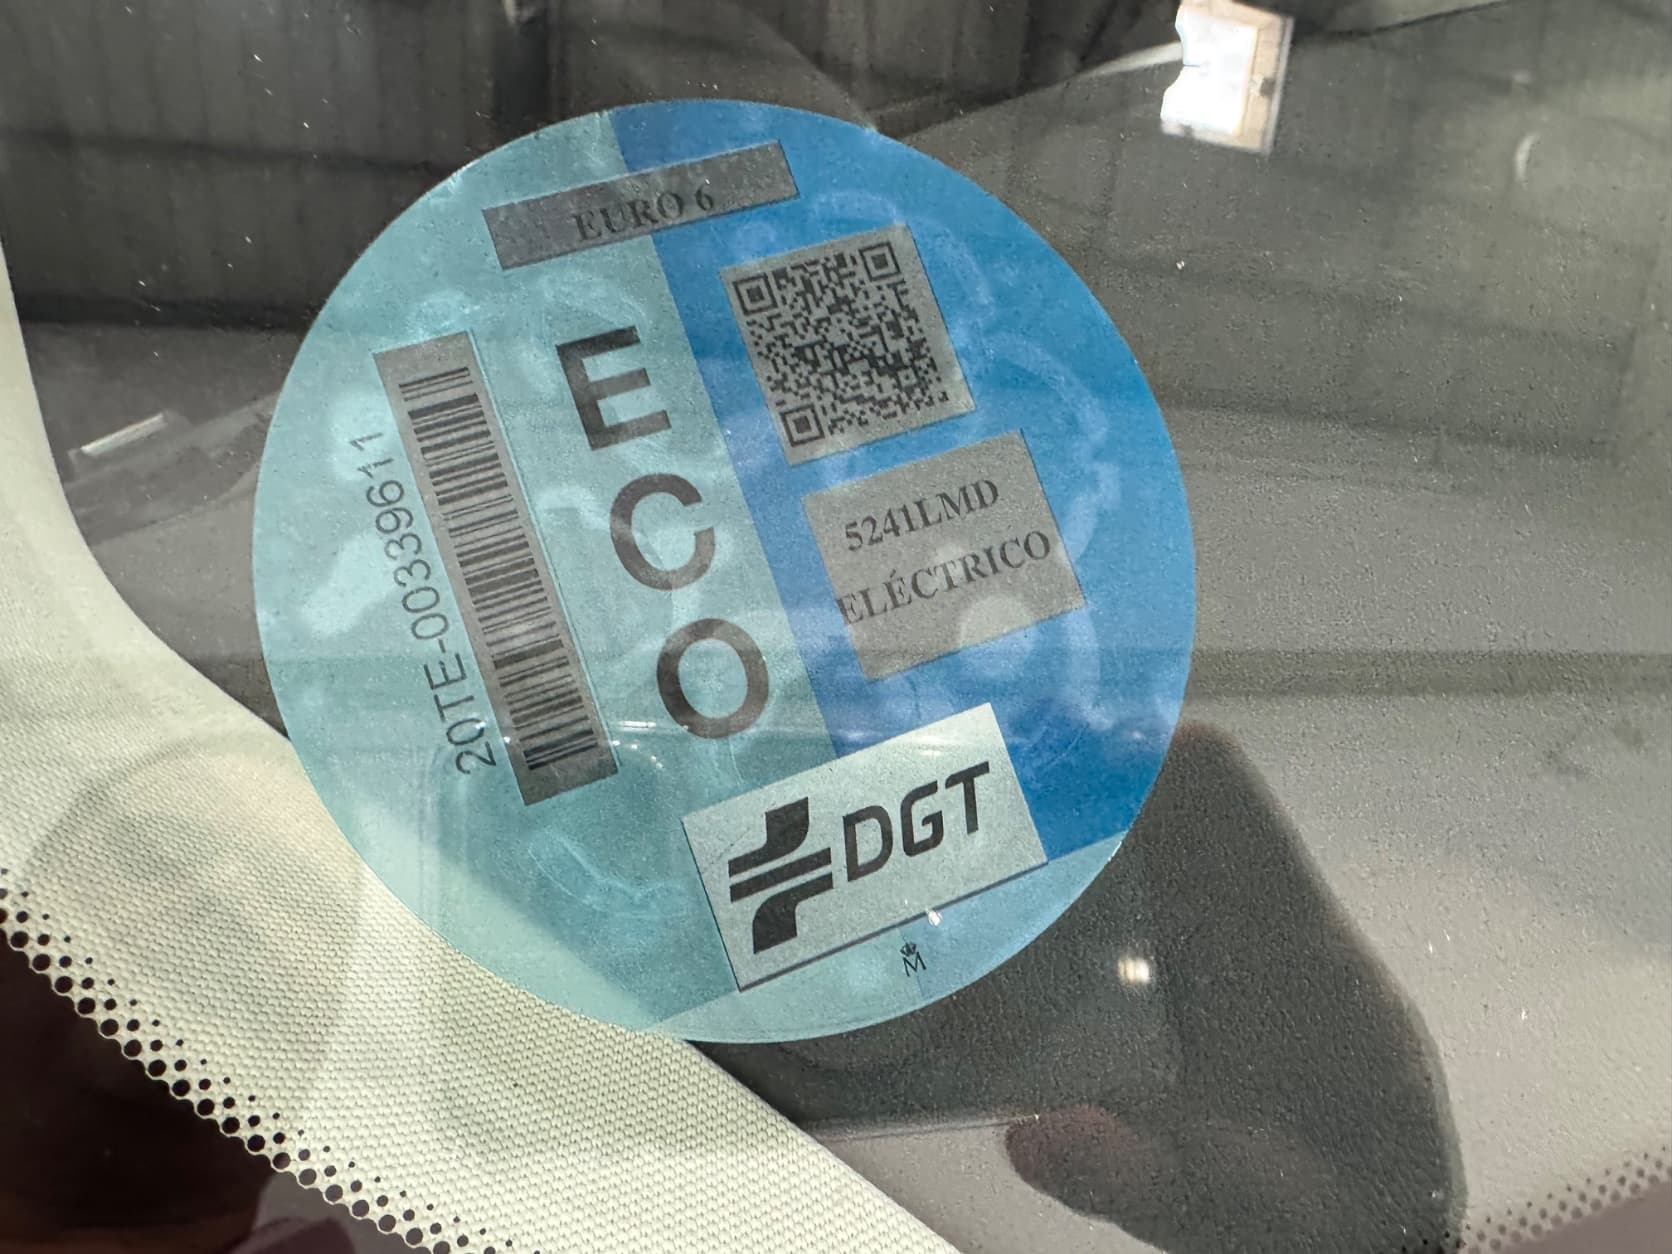 EURO 6
20TE-00339611
ECO
5241LMD
ELÉCTRICO
DGT
M